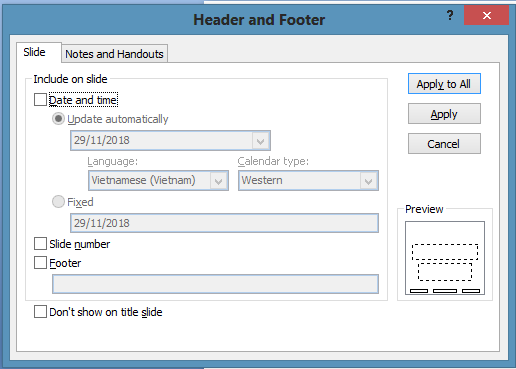 Header and Footer
?
Slide
Notes and Handouts
Include on slide
Date and time
Update automatically
29/11/2018
Language:
Calendar type:
Vietnamese (Vietnam)
Western
Fixed
29/11/2018
Slide number
Footer
Don't show on title slide
Apply to All
Apply
Cancel
Preview